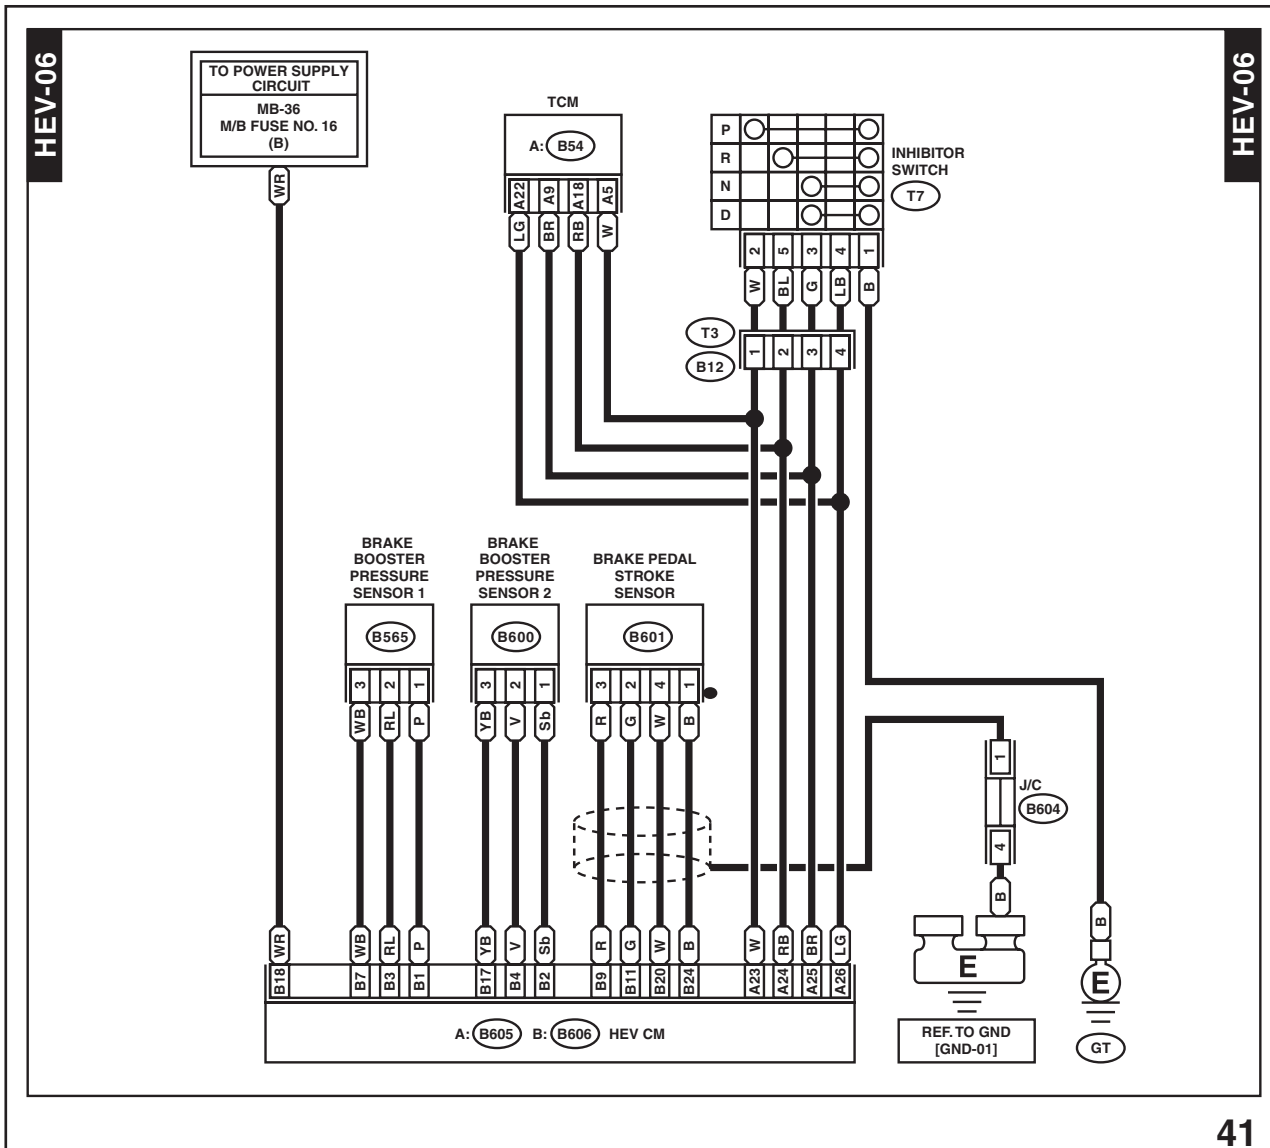 HEV-06
HEV-06
TO POWER SUPPLY
CIRCUIT
MB-36
M/B FUSE NO. 16
(B)
WR
TCM
A: B54
A22 A9 A18 A5
LG BR RB W
P
R
N
D
INHIBITOR
SWITCH
T7
2 5 3 4 1
W BL G LB B
T3
B12
1 2 3 4
BRAKE
BOOSTER
PRESSURE
SENSOR 1
B565
3 2 1
WB RL P
BRAKE
BOOSTER
PRESSURE
SENSOR 2
B600
3 2 1
YB V Sb
BRAKE PEDAL
STROKE
SENSOR
B601
3 2 4 1
R G W B
1
J/C
B604
4
B
B
E
E
REF. TO GND
[GND-01]
GT
WR WB RL P YB V Sb R G W B W RB BR LG
B18 B7 B3 B1 B17 B4 B2 B9 B11 B20 B24 A23 A24 A25 A26
A: B605 B: B606 HEV CM
41